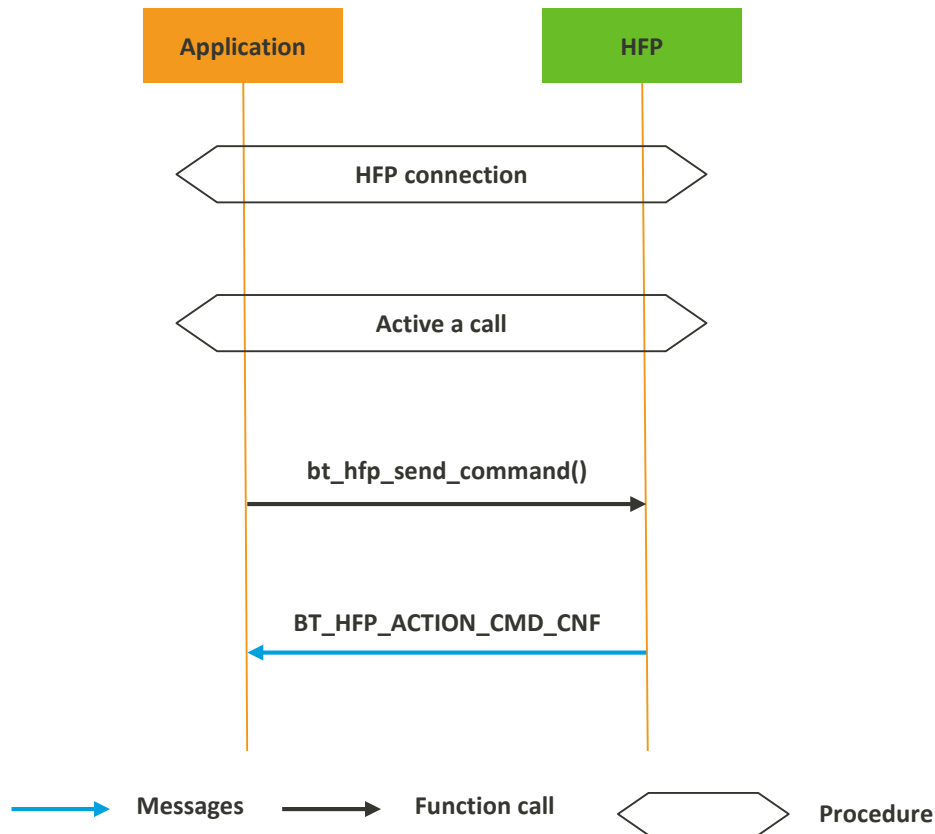 Application
HFP
HFP connection
Active a call
bt_hfp_send_command()
BT_HFP_ACTION_CMD_CNF
Messages
Function call
Procedure